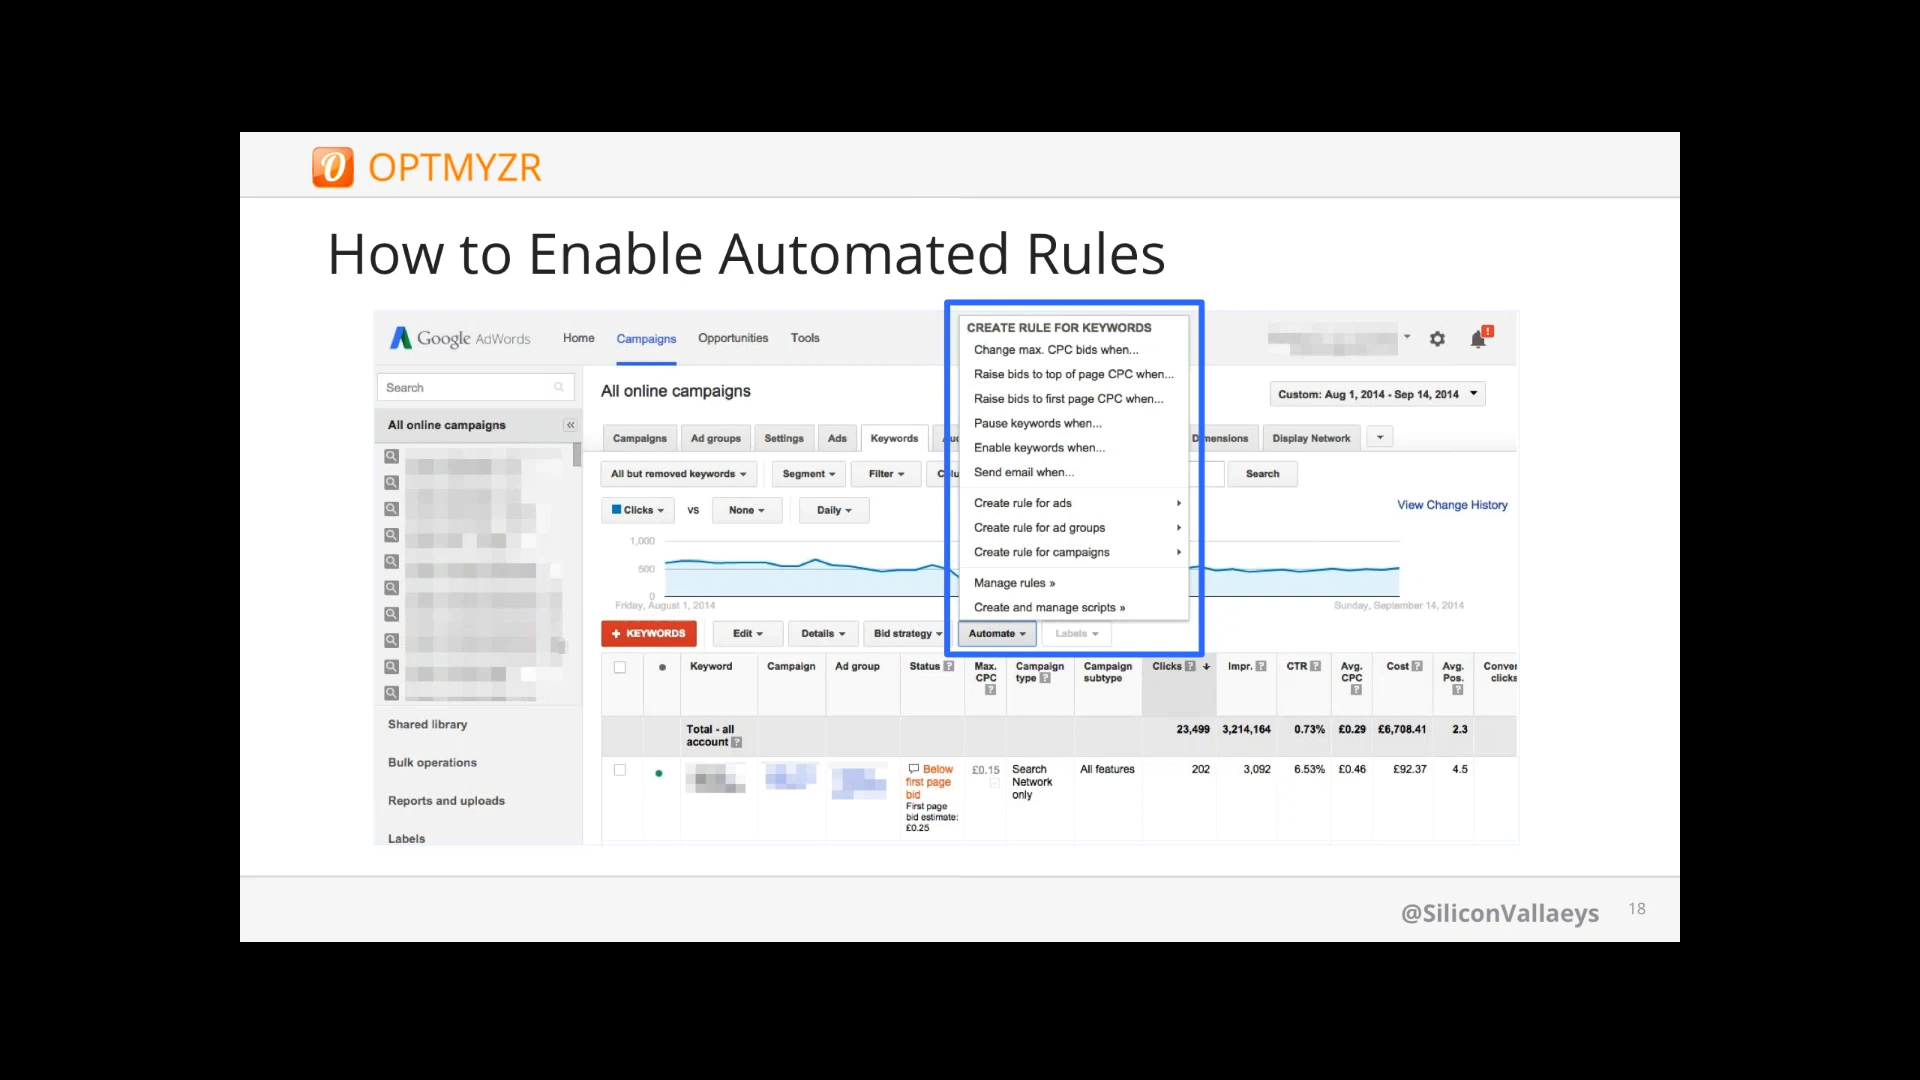 OPTMYZR
How to Enable Automated Rules
Google AdWords
Home
Campaigns
Opportunities
Tools
!
Search
All online campaigns
Custom: Aug 1, 2014 - Sep 14, 2014
All online campaigns
«
Campaigns
Ad groups
Settings
Ads
Keywords
CREATE RULE FOR KEYWORDS
Change max. CPC bids when...
Raise bids to top of page CPC when...
Raise bids to first page CPC when...
Pause keywords when...
Enable keywords when...
Send email when...
Create rule for ads
Create rule for ad groups
Create rule for campaigns
Manage rules »
Create and manage scripts »
Dimensions
Display Network
All but removed keywords
Segment
Filter
Search
Clicks
vs
None
Daily
View Change History
1,000
500
0
Friday, August 1, 2014
Sunday, September 14, 2014
+ KEYWORDS
Edit
Details
Bid strategy
Automate
Labels
Keyword
Campaign
Ad group
Status ?
Max. CPC ?
Campaign type ?
Campaign subtype
Clicks ?
Impr. ?
CTR ?
Avg. CPC ?
Cost ?
Avg. Pos. ?
Conver
clicks
Total - all account ?
23,499
3,214,164
0.73%
£0.29
£6,708.41
2.3
Below first page bid
First page bid estimate: £0.25
£0.15
Search Network only
All features
202
3,092
6.53%
£0.46
£92.37
4.5
Shared library
Bulk operations
Reports and uploads
Labels
@SiliconVallaeys
18